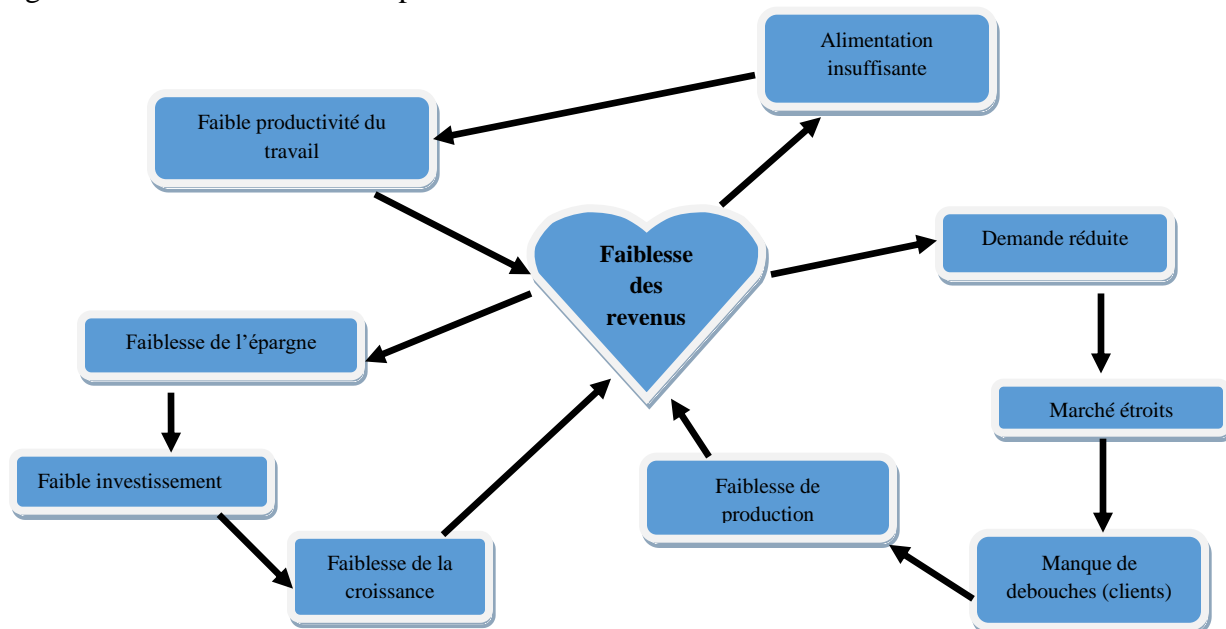 Alimentation
insuffisante
Faible productivité du
travail
Faiblesse
des
revenus
Demande réduite
Faiblesse de l’épargne
Marché étroits
Faible investissement
Faiblesse de
production
Faiblesse de la
croissance
Manque de
debouches (clients)